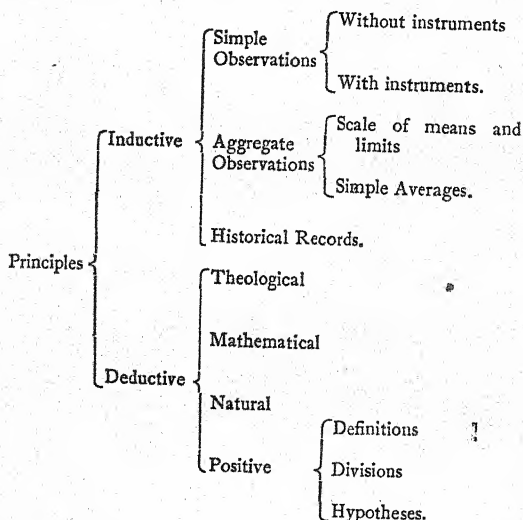 Simple
Observations
Without instruments
With instruments.
Inductive
Aggregate
Observations
Scale of means and
limits
Simple Averages.
Historical Records.
Principles
Theological
Mathematical
Deductive
Natural
Positive
Definitions
Divisions
Hypotheses.